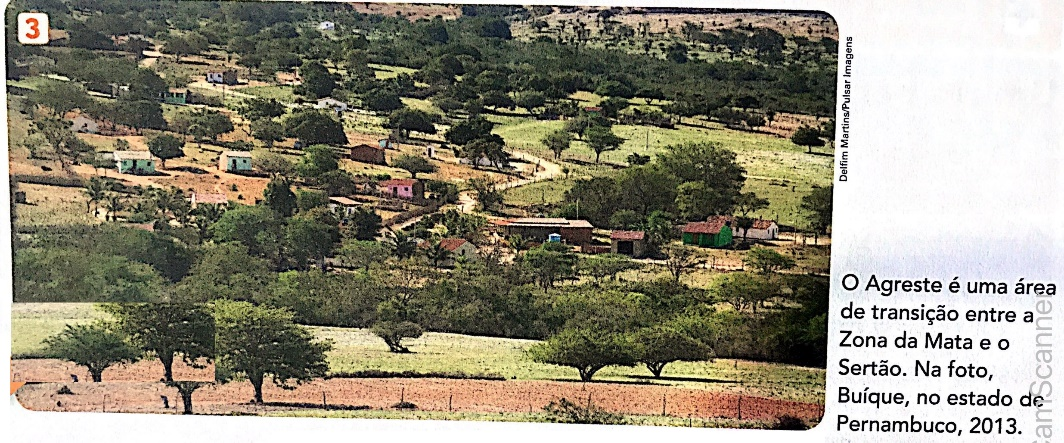 3
Delfim Martins/Pulsar Imagens
O Agreste é uma área
de transição entre a
Zona da Mata e o
Sertão. Na foto,
Buíque, no estado de
Pernambuco, 2013.
CamScanner